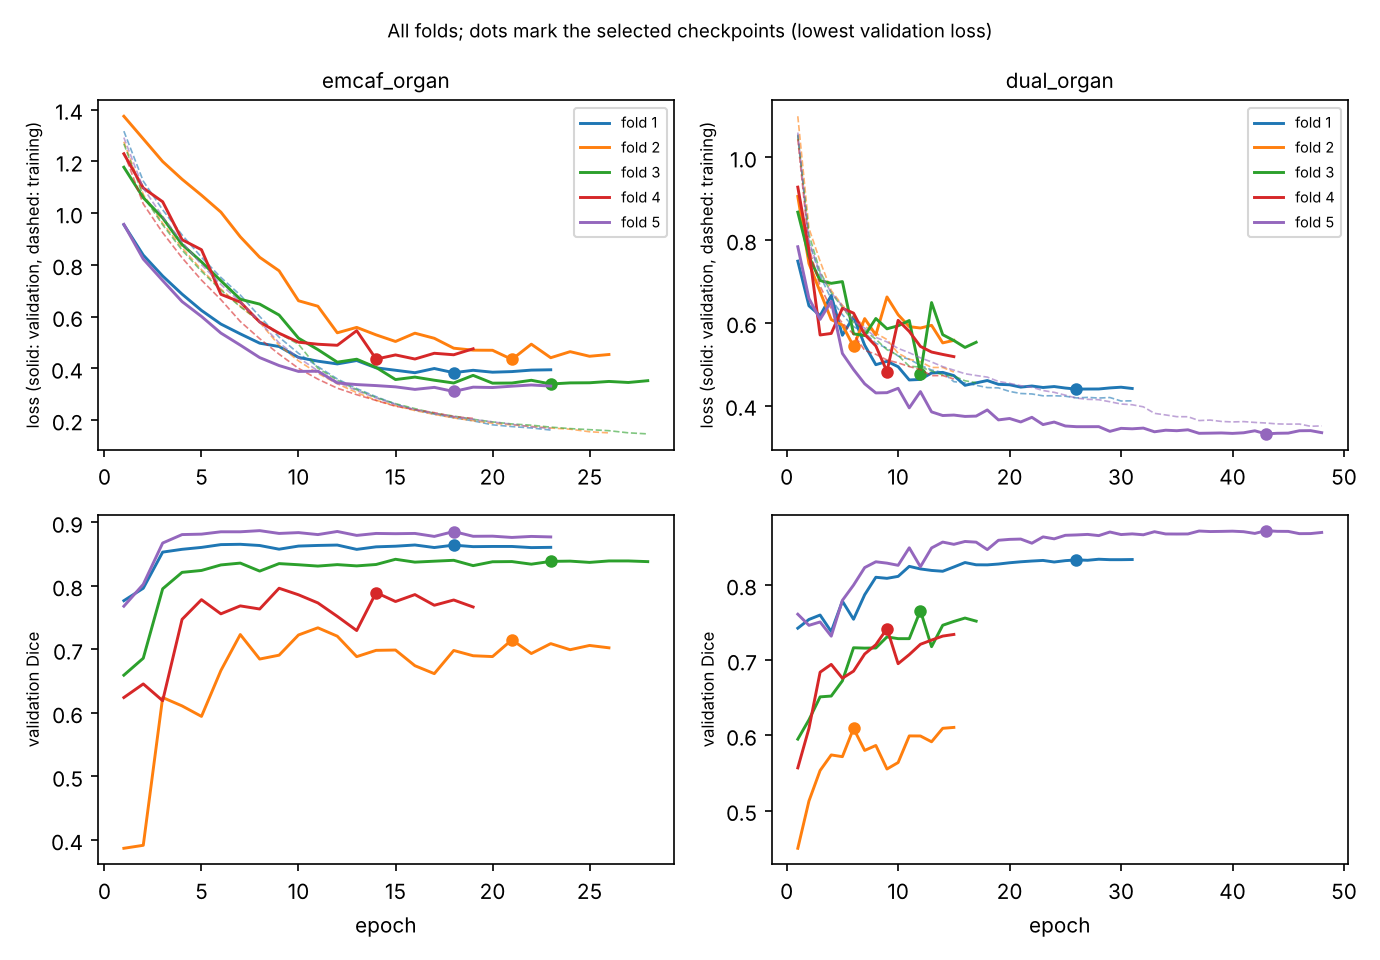 All folds; dots mark the selected checkpoints (lowest validation loss)
emcaf_organ
loss (solid: validation, dashed: training)
1.4
1.2
1.0
0.8
0.6
0.4
0.2
fold 1
fold 2
fold 3
fold 4
fold 5
0 5 10 15 20 25
dual_organ
loss (solid: validation, dashed: training)
1.0
0.8
0.6
0.4
fold 1
fold 2
fold 3
fold 4
fold 5
0 10 20 30 40 50
validation Dice
0.9
0.8
0.7
0.6
0.5
0.4
0 5 10 15 20 25
epoch
validation Dice
0.8
0.7
0.6
0.5
0 10 20 30 40 50
epoch